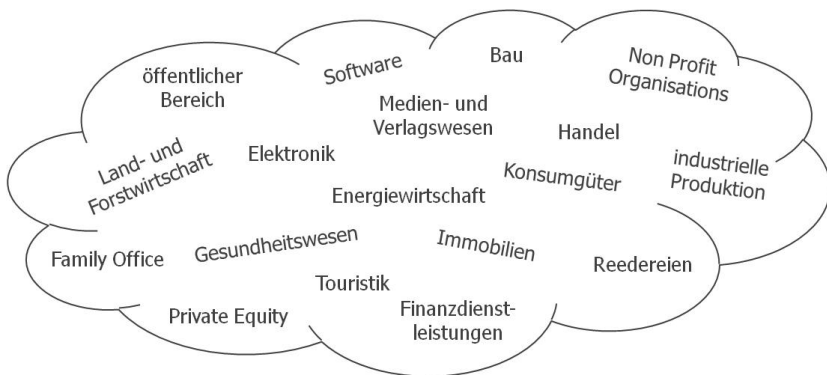 öffentlicher
Bereich
Software
Bau
Non Profit
Organisations
Medien- und
Verlagswesen
Handel
Land- und
Forstwirtschaft
Elektronik
industrielle
Produktion
Konsumgüter
Energiewirtschaft
Gesundheitswesen
Immobilien
Family Office
Reedereien
Touristik
Private Equity
Finanzdienst-
leistungen